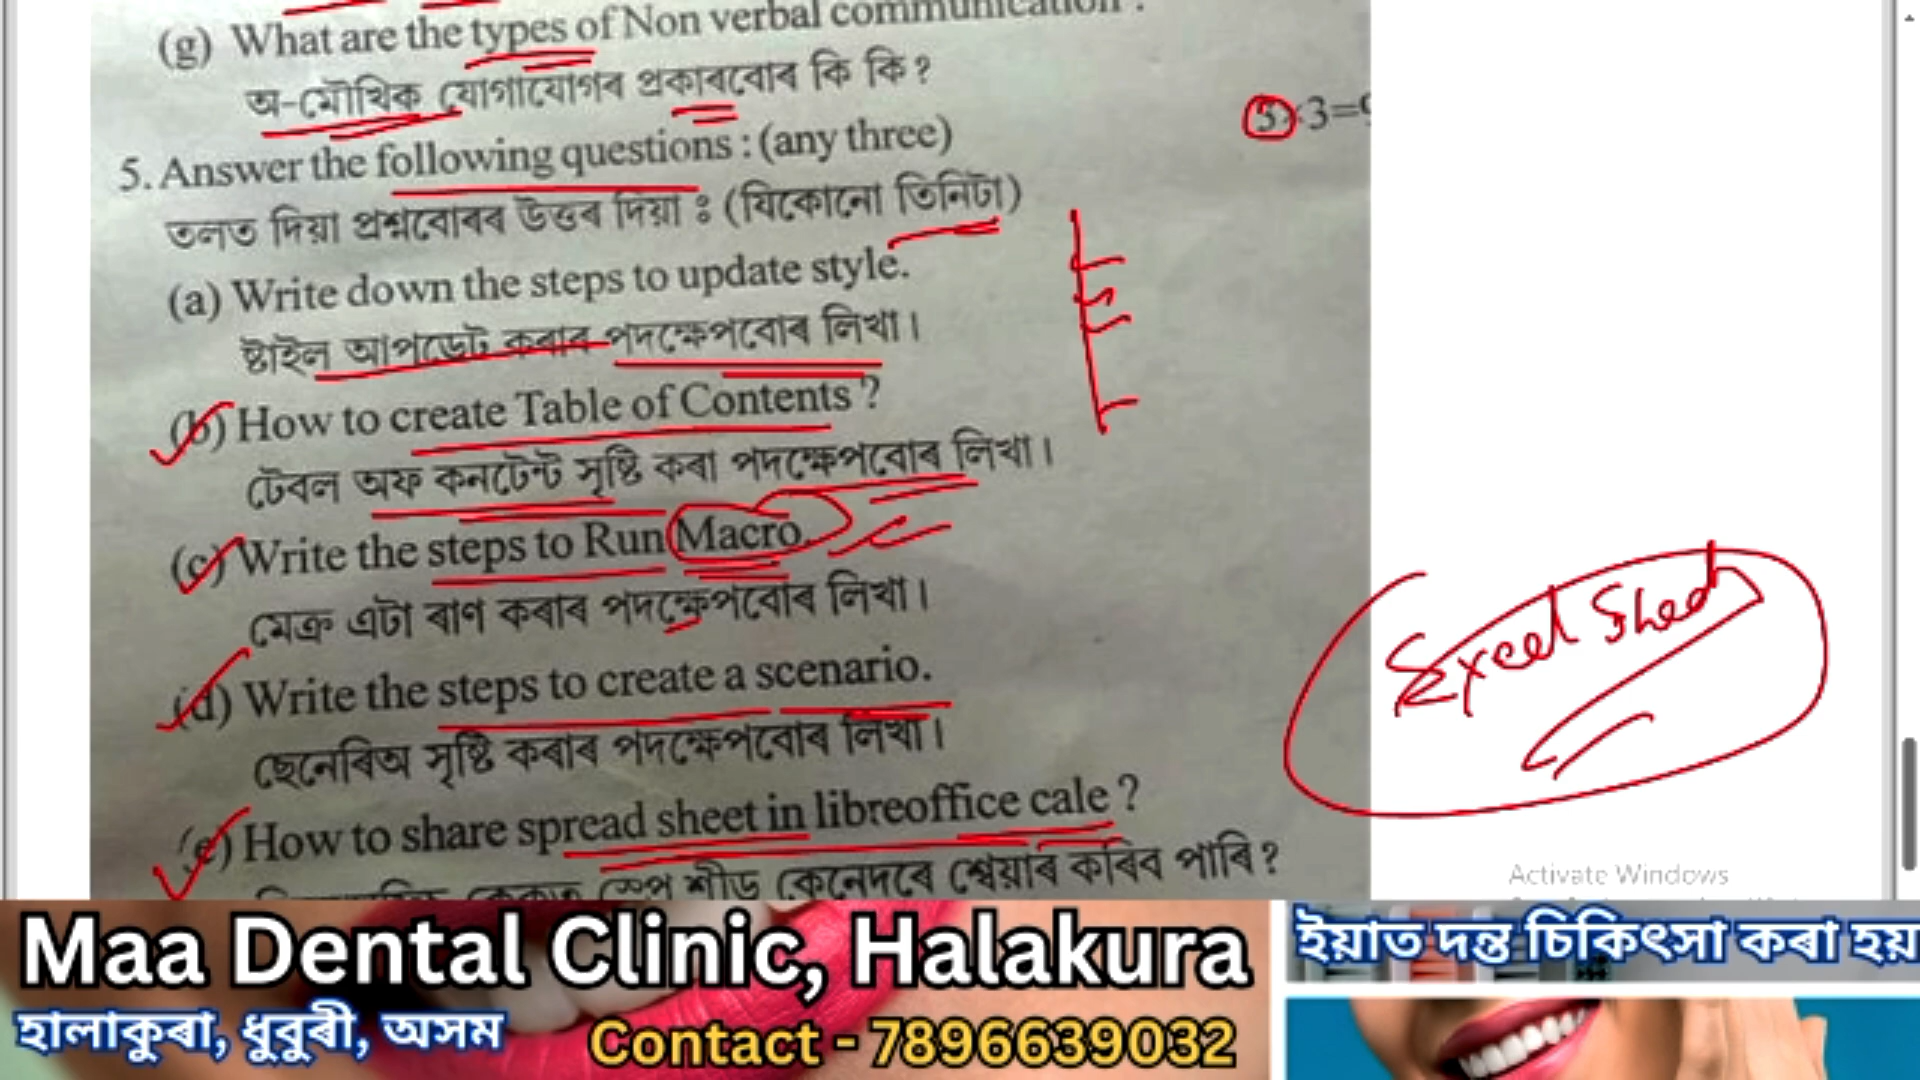 (g) What are the types of Non verbal communication ?
অ-মৌখিক যোগাযোগৰ প্ৰকাৰবোৰ কি কি?
5. Answer the following questions : (any three)
3×3=9
তলত দিয়া প্ৰশ্নবোৰৰ উত্তৰ দিয়া ঃ (যিকোনো তিনিটা)
(a) Write down the steps to update style.
ষ্টাইল আপডেট কৰাৰ পদক্ষেপবোৰ লিখা।
(b) How to create Table of Contents ?
টেবল অফ কনটেন্ট সৃষ্টি কৰা পদক্ষেপবোৰ লিখা।
(c) Write the steps to Run Macro.
মেক্ৰ এটা ৰাণ কৰাৰ পদক্ষেপবোৰ লিখা।
(d) Write the steps to create a scenario.
ছেনেৰিঅ সৃষ্টি কৰাৰ পদক্ষেপবোৰ লিখা।
Excel Shed
(e) How to share spread sheet in libreoffice cale ?
শ্বীড কেনেদৰে শ্বেয়াৰ কৰিব পাৰি?
Activate Windows
Maa Dental Clinic, Halakura
হালাকুৰা, ধুবুৰী, অসম
Contact - 7896639032
ইয়াত দন্ত চিকিৎসা কৰা হয়